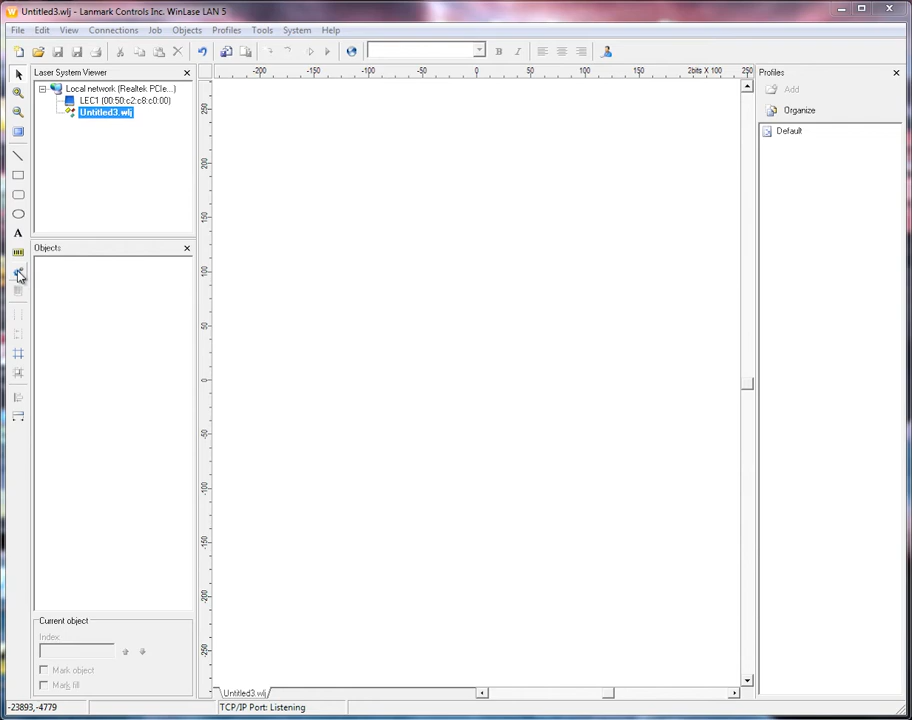 Untitled3.wlj - Lanmark Controls Inc. WinLase LAN 5
File Edit View Connections Job Objects Profiles Tools System Help
B I
Laser System Viewer
Local network (Realtek PCIe...)
LEC1 (00:50:c2:c8:c0:00)
Untitled3.wlj
-200 -150 -100 -50 0 50 100 150 2bits X 100 250
250
200
150
100
50
0
-50
-100
-150
-200
-250
Profiles
Add
Organize
Default
A
Objects
Current object
Index:
Mark object
Mark fill
Untitled3.wlj
-23893,-4779
TCP/IP Port: Listening